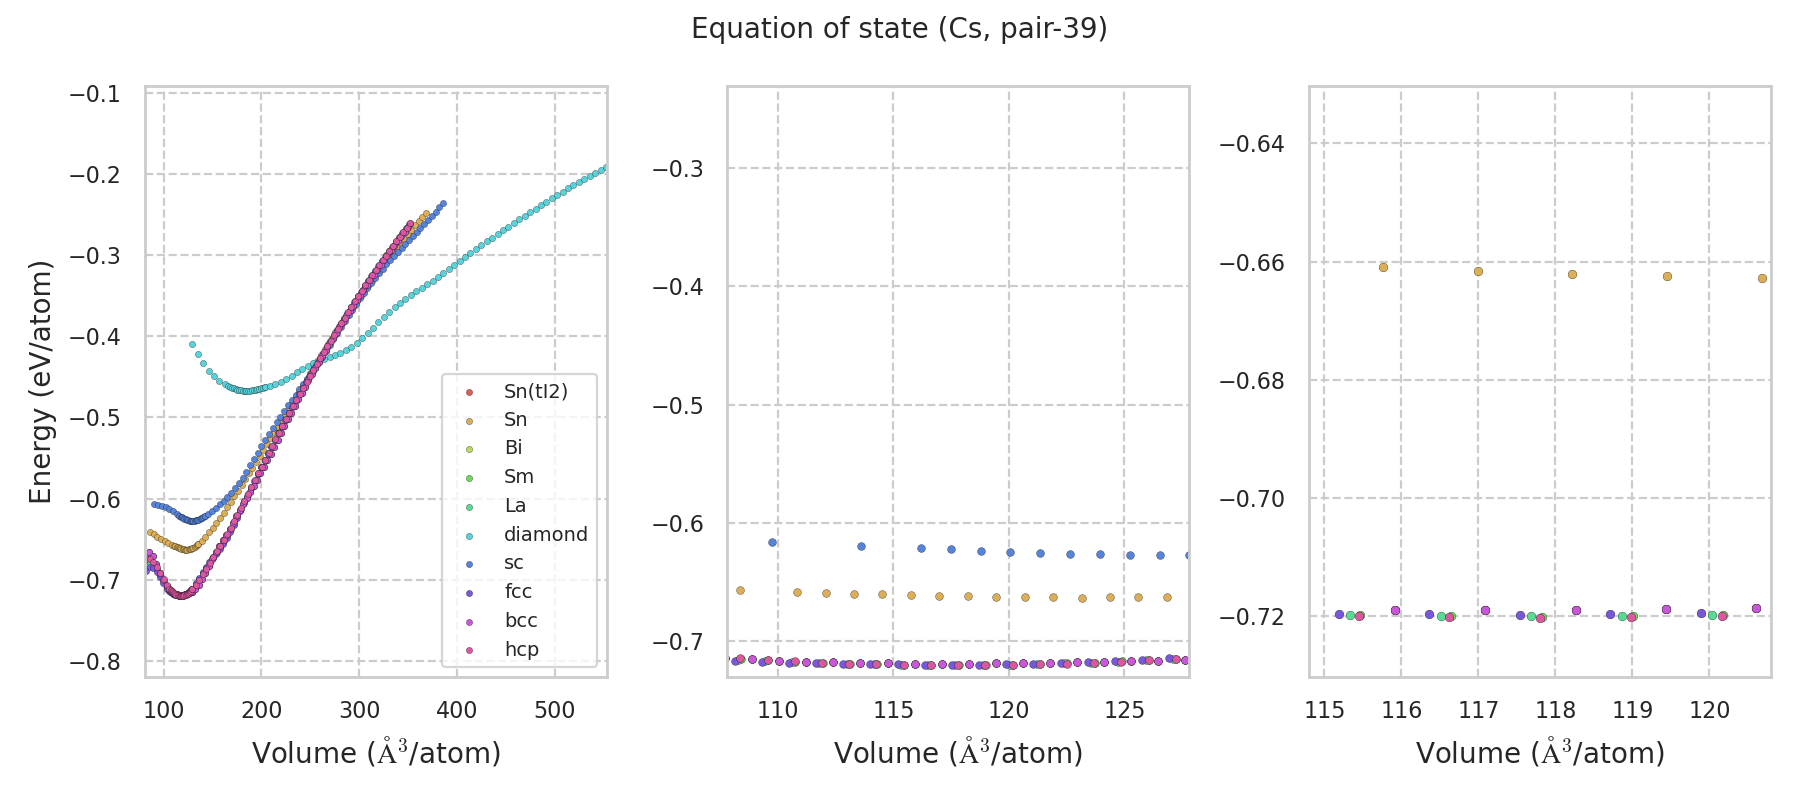 Equation of state (Cs, pair-39)
Energy (eV/atom)
−0.1
−0.2
−0.3
−0.4
−0.5
−0.6
−0.7
−0.8
100 200 300 400 500
Volume (Å³/atom)
Sn(tI2)
Sn
Bi
Sm
La
diamond
sc
fcc
bcc
hcp
−0.3
−0.4
−0.5
−0.6
−0.7
110 115 120 125
Volume (Å³/atom)
−0.64
−0.66
−0.68
−0.70
−0.72
115 116 117 118 119 120
Volume (Å³/atom)